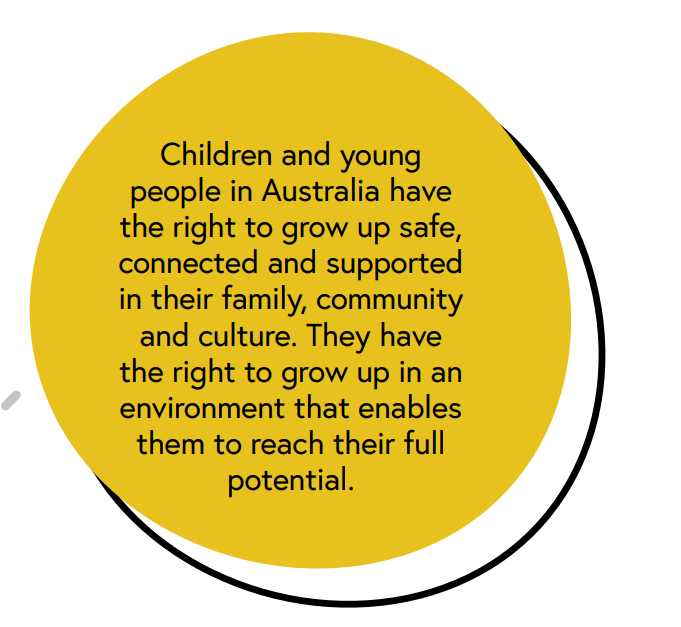 Children and young
people in Australia have
the right to grow up safe,
connected and supported
in their family, community
and culture. They have
the right to grow up in an
environment that enables
them to reach their full
potential.